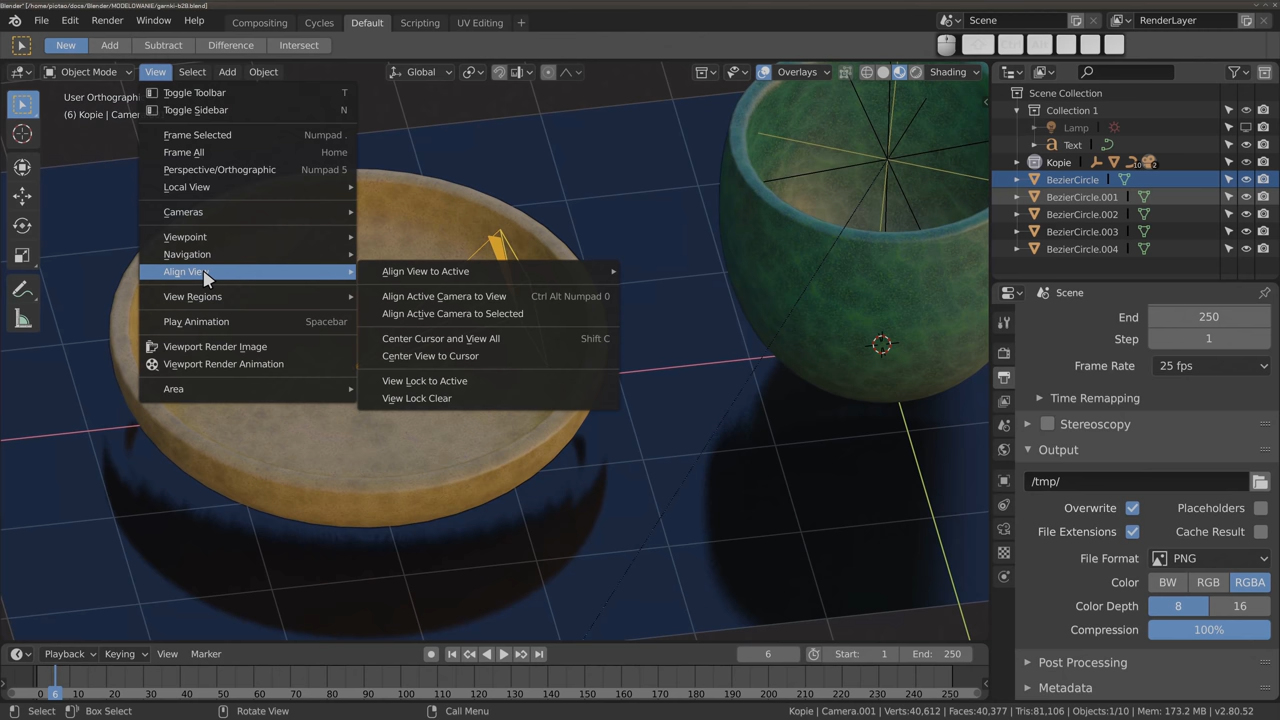 Blender* [/home/piotao/docs/Blender/MODELOWANIE/garnki-b28.blend]
File Edit Render Window Help
Compositing Cycles Default Scripting UV Editing +
Scene
RenderLayer
New Add Subtract Difference Intersect
Object Mode View Select Add Object
Global
Overlays
Shading
User Orthographi
(6) Kopie | Camer
Toggle Toolbar T
Toggle Sidebar N
Frame Selected Numpad .
Frame All Home
Perspective/Orthographic Numpad 5
Local View
Cameras
Viewpoint
Navigation
Align View
View Regions
Play Animation Spacebar
Viewport Render Image
Viewport Render Animation
Area
Align View to Active
Align Active Camera to View Ctrl Alt Numpad 0
Align Active Camera to Selected
Center Cursor and View All Shift C
Center View to Cursor
View Lock to Active
View Lock Clear
Scene Collection
Collection 1
Lamp
Text
Kopie 10 2
BezierCircle
BezierCircle.001
BezierCircle.002
BezierCircle.003
BezierCircle.004
Scene
End 250
Step 1
Frame Rate 25 fps
Time Remapping
Stereoscopy
Output
/tmp/
Overwrite Placeholders
File Extensions Cache Result
File Format PNG
Color BW RGB RGBA
Color Depth 8 16
Compression 100%
Post Processing
Metadata
Playback Keying View Marker
6
Start: 1 End: 250
0 6 10 20 30 40 50 60 70 80 90 100 110 120 130 140 150 160 170 180 190 200 210 220 230 240 250
Select Box Select Rotate View Call Menu
Kopie | Camera.001 | Verts:40,612 | Faces:40,377 | Tris:81,106 | Objects:1/10 | Mem: 173.2 MB | v2.80.52